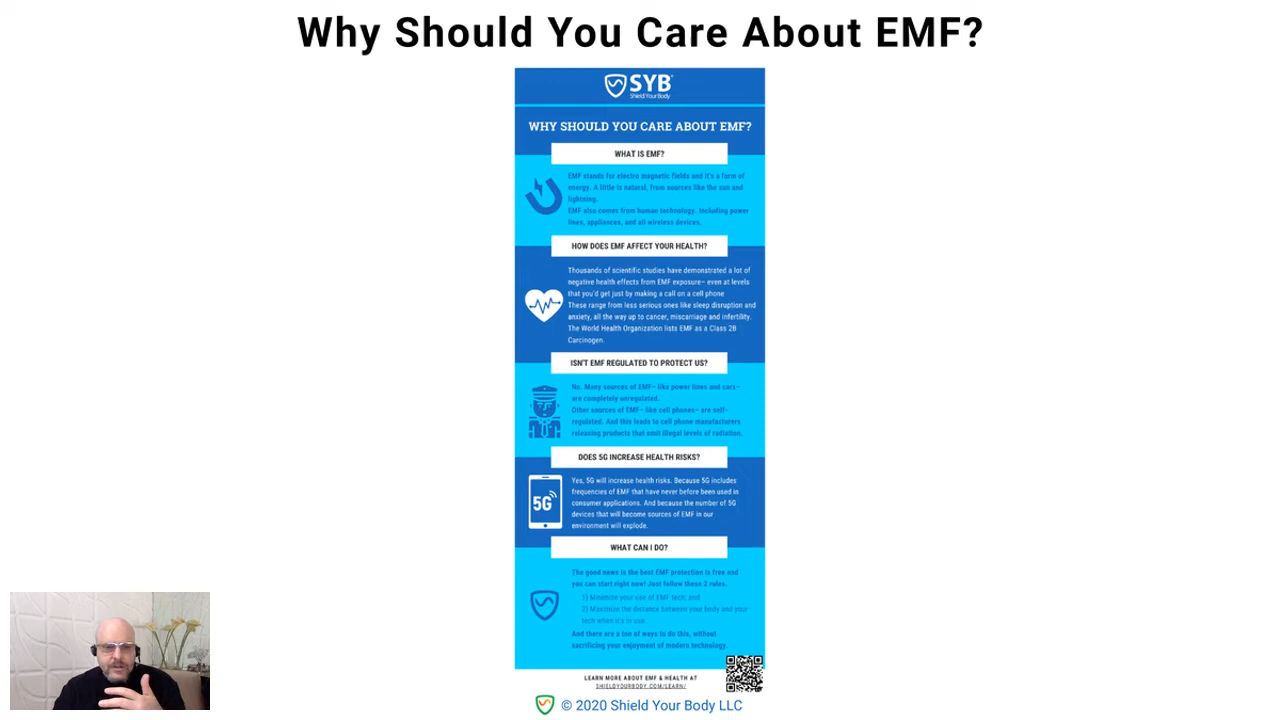 Why Should You Care About EMF?
SYB
Shield Your Body
WHY SHOULD YOU CARE ABOUT EMF?
WHAT IS EMF?
EMF stands for electro magnetic fields and it's a form of
energy. A little is natural, from sources like the sun and
lightning.
EMF also comes from human technology. Including power
lines, appliances, and all wireless devices.
HOW DOES EMF AFFECT YOUR HEALTH?
Thousands of scientific studies have demonstrated a lot of
negative health effects from EMF exposure– even at levels
that you'd get just by making a call on a cell phone
These range from less serious ones like sleep disruption and
anxiety, all the way up to cancer, miscarriage and infertility.
The World Health Organization lists EMF as a Class 2B
Carcinogen.
ISN'T EMF REGULATED TO PROTECT US?
No. Many sources of EMF– like power lines and cars–
are completely unregulated.
Other sources of EMF– like cell phones– are self-
regulated. And this leads to cell phone manufacturers
releasing products that emit illegal levels of radiation.
DOES 5G INCREASE HEALTH RISKS?
5G
Yes, 5G will increase health risks. Because 5G includes
frequencies of EMF that have never before been used in
consumer applications. And because the number of 5G
devices that will become sources of EMF in our
environment will explode.
WHAT CAN I DO?
The good news is the best EMF protection is free and
you can start right now! Just follow these 2 rules.
1) Minimize your use of EMF tech; and
2) Maximize the distance between your body and your
tech when it's in use.
And there are a ton of ways to do this, without
sacrificing your enjoyment of modern technology.
LEARN MORE ABOUT EMF & HEALTH AT
SHIELDYOURBODY.COM/LEARN/
© 2020 Shield Your Body LLC